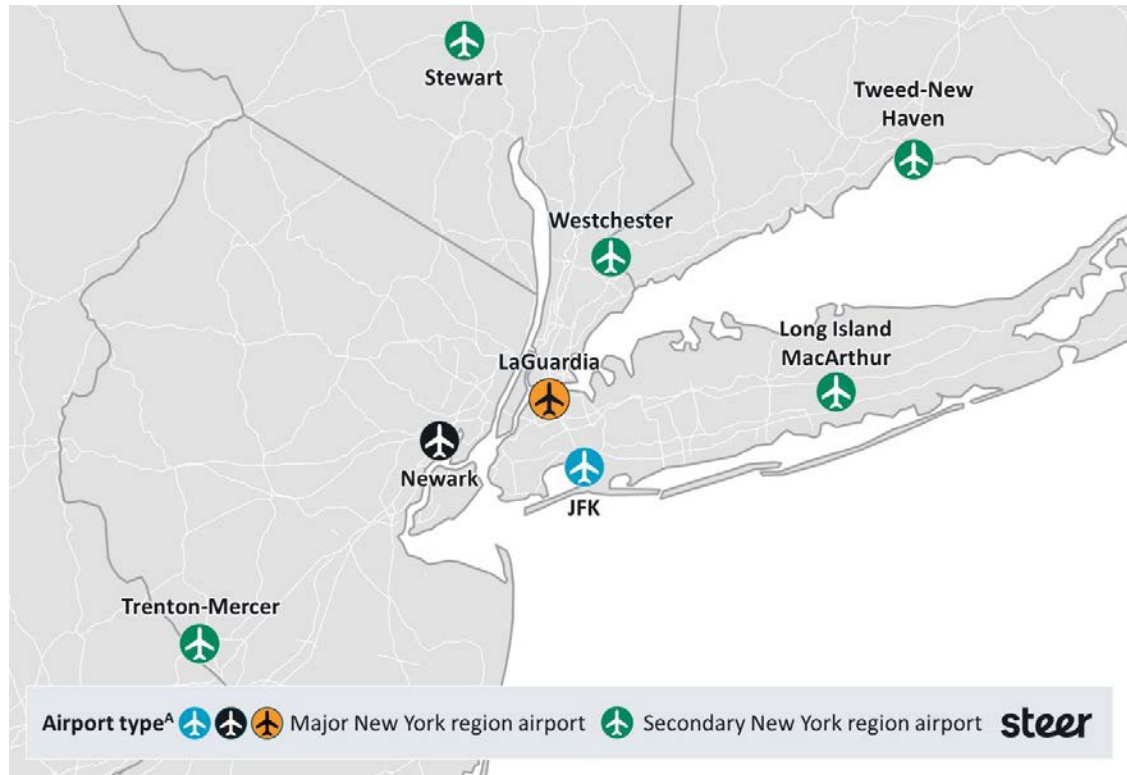 Stewart
Tweed-New
Haven
Westchester
Long Island
MacArthur
LaGuardia
Newark
JFK
Trenton-Mercer
Airport typeᴬ Major New York region airport Secondary New York region airport steer